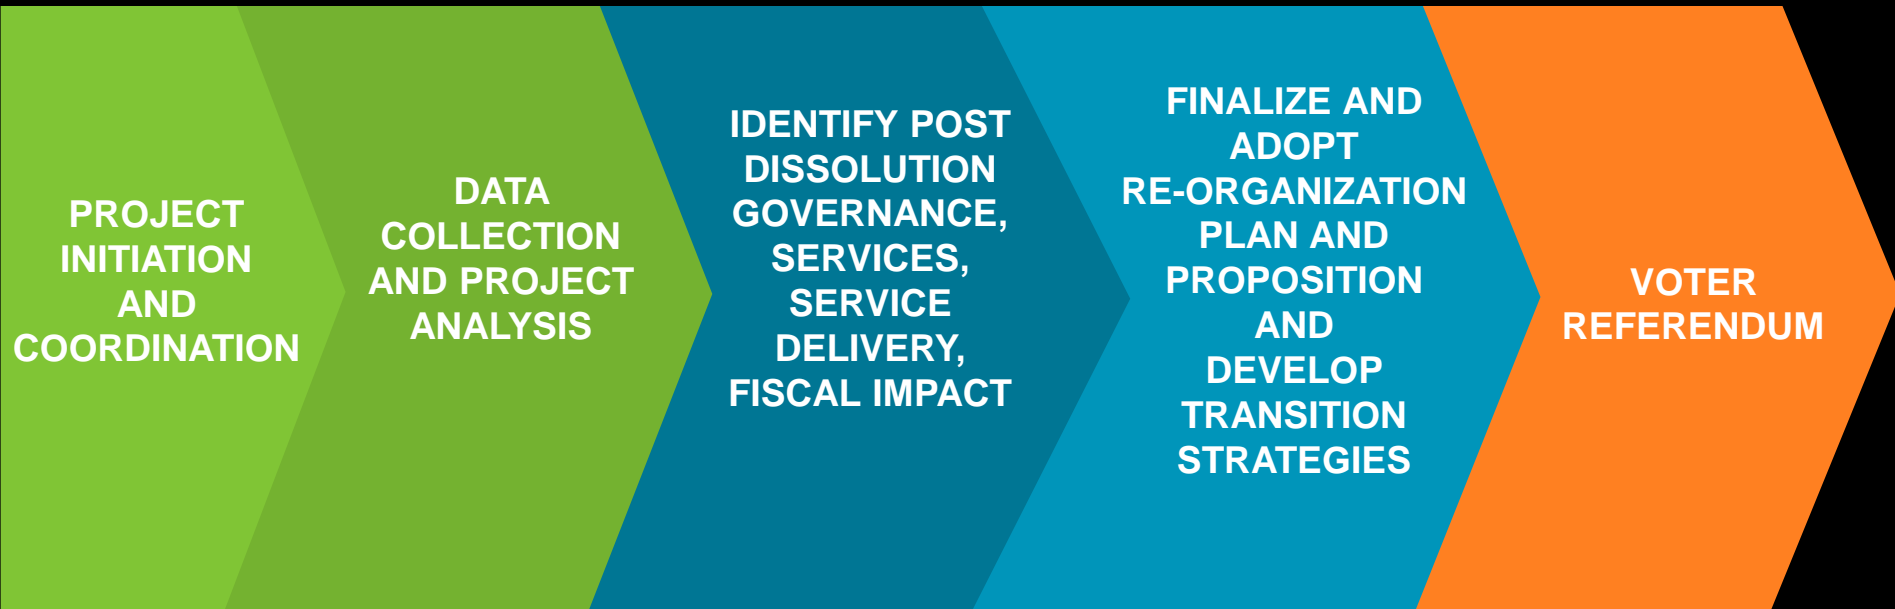 PROJECT
INITIATION
AND
COORDINATION
DATA
COLLECTION
AND PROJECT
ANALYSIS
IDENTIFY POST
DISSOLUTION
GOVERNANCE,
SERVICES,
SERVICE
DELIVERY,
FISCAL IMPACT
FINALIZE AND
ADOPT
RE-ORGANIZATION
PLAN AND
PROPOSITION
AND
DEVELOP
TRANSITION
STRATEGIES
VOTER
REFERENDUM